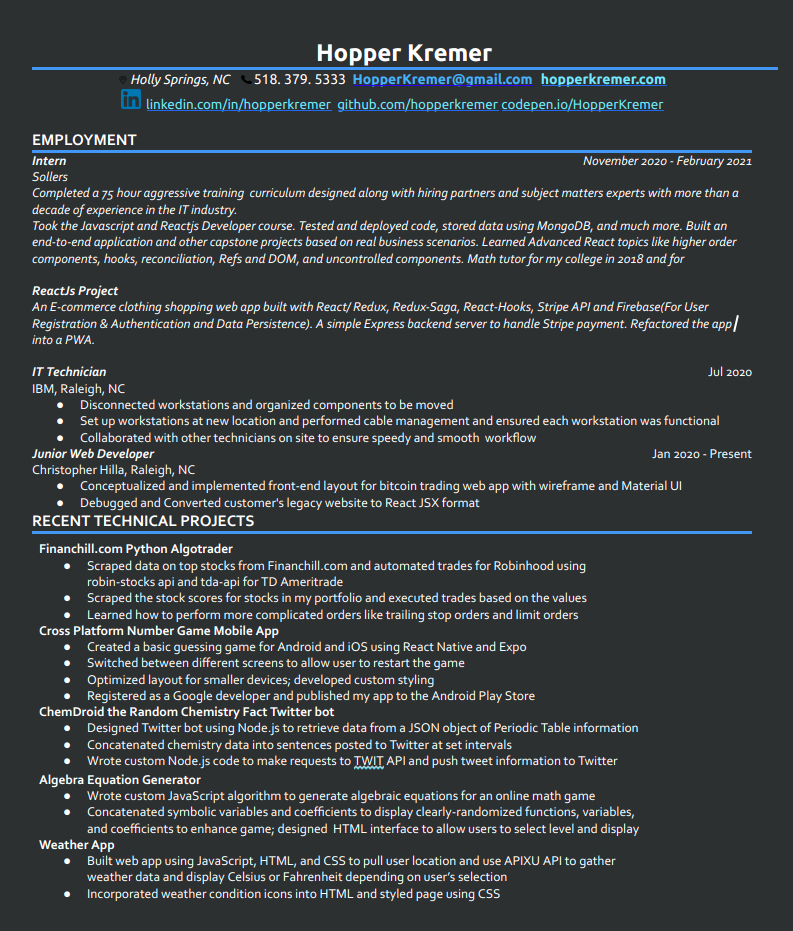 Hopper Kremer
Holly Springs, NC 518. 379. 5333 HopperKremer@gmail.com hopperkremer.com
in linkedin.com/in/hopperkremer github.com/hopperkremer codepen.io/HopperKremer
EMPLOYMENT
Intern November 2020 - February 2021
Sollers
Completed a 75 hour aggressive training curriculum designed along with hiring partners and subject matters experts with more than a
decade of experience in the IT industry.
Took the Javascript and Reactjs Developer course. Tested and deployed code, stored data using MongoDB, and much more. Built an
end-to-end application and other capstone projects based on real business scenarios. Learned Advanced React topics like higher order
components, hooks, reconciliation, Refs and DOM, and uncontrolled components. Math tutor for my college in 2018 and for
ReactJs Project
An E-commerce clothing shopping web app built with React/ Redux, Redux-Saga, React-Hooks, Stripe API and Firebase(For User
Registration & Authentication and Data Persistence). A simple Express backend server to handle Stripe payment. Refactored the app
into a PWA.
IT Technician Jul 2020
IBM, Raleigh, NC
● Disconnected workstations and organized components to be moved
● Set up workstations at new location and performed cable management and ensured each workstation was functional
● Collaborated with other technicians on site to ensure speedy and smooth workflow
Junior Web Developer Jan 2020 - Present
Christopher Hilla, Raleigh, NC
● Conceptualized and implemented front-end layout for bitcoin trading web app with wireframe and Material UI
● Debugged and Converted customer's legacy website to React JSX format
RECENT TECHNICAL PROJECTS
Financhill.com Python Algotrader
● Scraped data on top stocks from Financhill.com and automated trades for Robinhood using
robin-stocks api and tda-api for TD Ameritrade
● Scraped the stock scores for stocks in my portfolio and executed trades based on the values
● Learned how to perform more complicated orders like trailing stop orders and limit orders
Cross Platform Number Game Mobile App
● Created a basic guessing game for Android and iOS using React Native and Expo
● Switched between different screens to allow user to restart the game
● Optimized layout for smaller devices; developed custom styling
● Registered as a Google developer and published my app to the Android Play Store
ChemDroid the Random Chemistry Fact Twitter bot
● Designed Twitter bot using Node.js to retrieve data from a JSON object of Periodic Table information
● Concatenated chemistry data into sentences posted to Twitter at set intervals
● Wrote custom Node.js code to make requests to TWIT API and push tweet information to Twitter
Algebra Equation Generator
● Wrote custom JavaScript algorithm to generate algebraic equations for an online math game
● Concatenated symbolic variables and coefficients to display clearly-randomized functions, variables,
and coefficients to enhance game; designed HTML interface to allow users to select level and display
Weather App
● Built web app using JavaScript, HTML, and CSS to pull user location and use APIXU API to gather
weather data and display Celsius or Fahrenheit depending on user's selection
● Incorporated weather condition icons into HTML and styled page using CSS